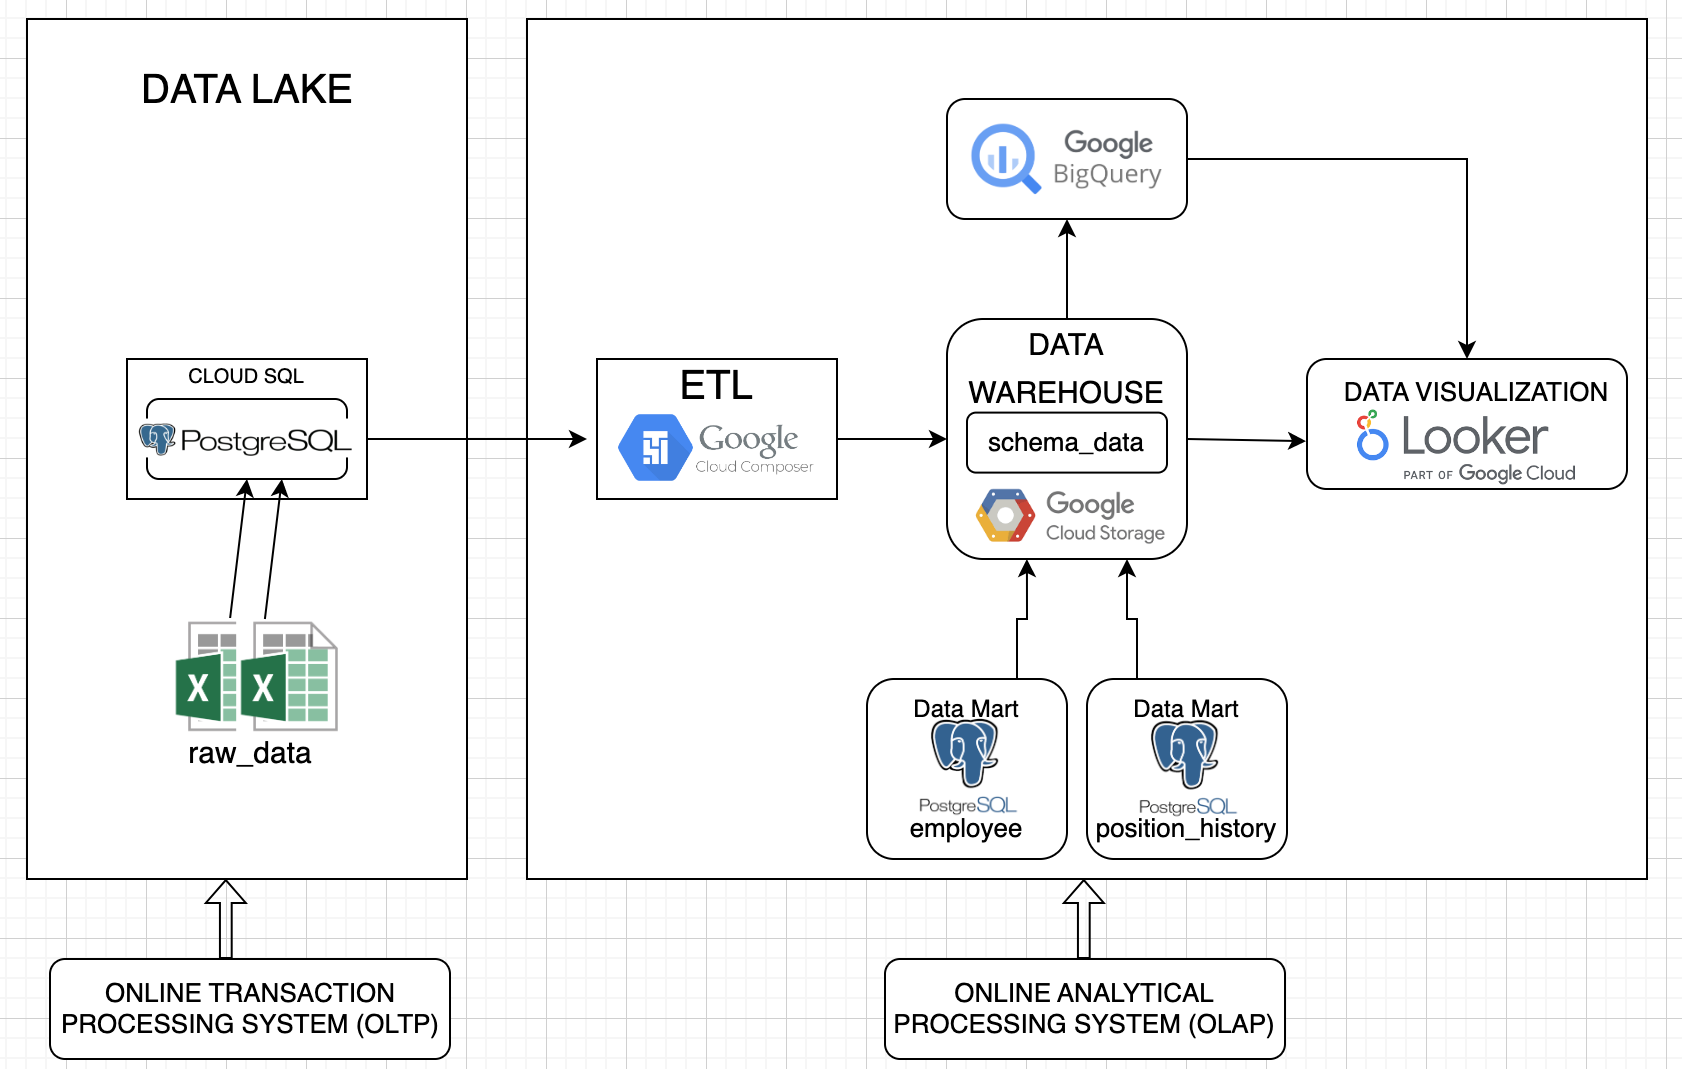 DATA LAKE
CLOUD SQL
PostgreSQL
X X
raw_data
ETL
Google
Cloud Composer
Google
BigQuery
DATA
WAREHOUSE
schema_data
Google
Cloud Storage
DATA VISUALIZATION
Looker
PART OF Google Cloud
Data Mart
PostgreSQL
employee
Data Mart
PostgreSQL
position_history
ONLINE TRANSACTION
PROCESSING SYSTEM (OLTP)
ONLINE ANALYTICAL
PROCESSING SYSTEM (OLAP)